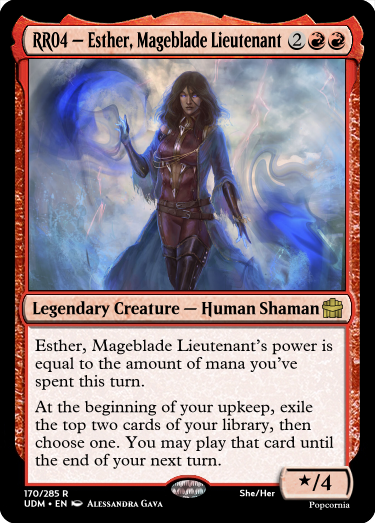 RR04 – Esther, Mageblade Lieutenant 2
Legendary Creature — Human Shaman
Esther, Mageblade Lieutenant's power is
equal to the amount of mana you've
spent this turn.
At the beginning of your upkeep, exile
the top two cards of your library, then
choose one. You may play that card until
the end of your next turn.
★/4
170/285 R
She/Her
UDM • EN Alessandra Gava
Popcornia